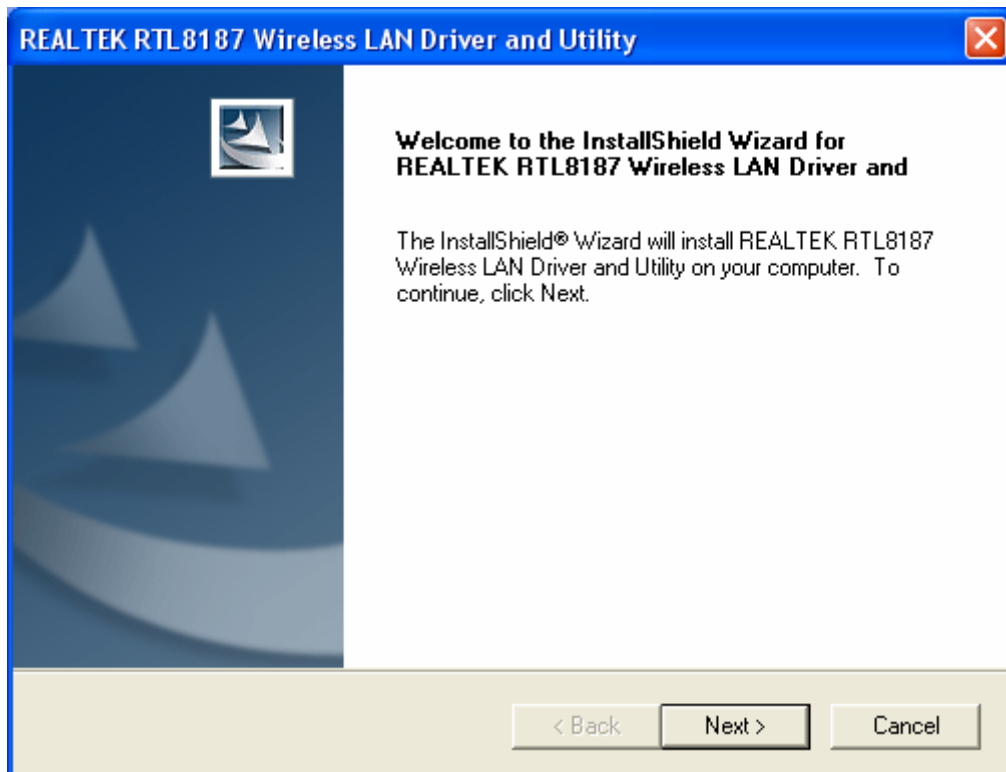 REALTEK RTL8187 Wireless LAN Driver and Utility
Welcome to the InstallShield Wizard for
REALTEK RTL8187 Wireless LAN Driver and
The InstallShield® Wizard will install REALTEK RTL8187
Wireless LAN Driver and Utility on your computer. To
continue, click Next.
< Back
Next >
Cancel